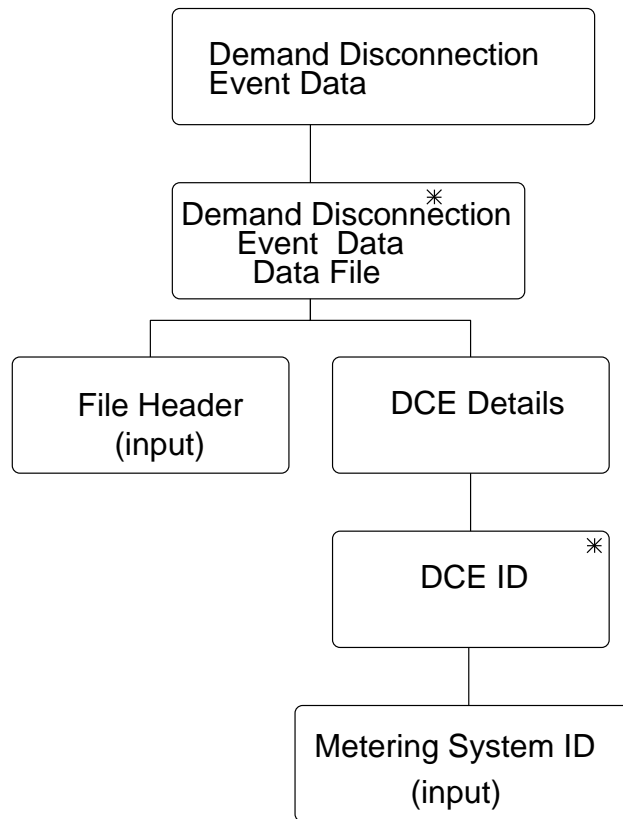 Demand Disconnection
Event Data
*
Demand Disconnection
Event Data
Data File
File Header
(input)
DCE Details
*
DCE ID
Metering System ID
(input)